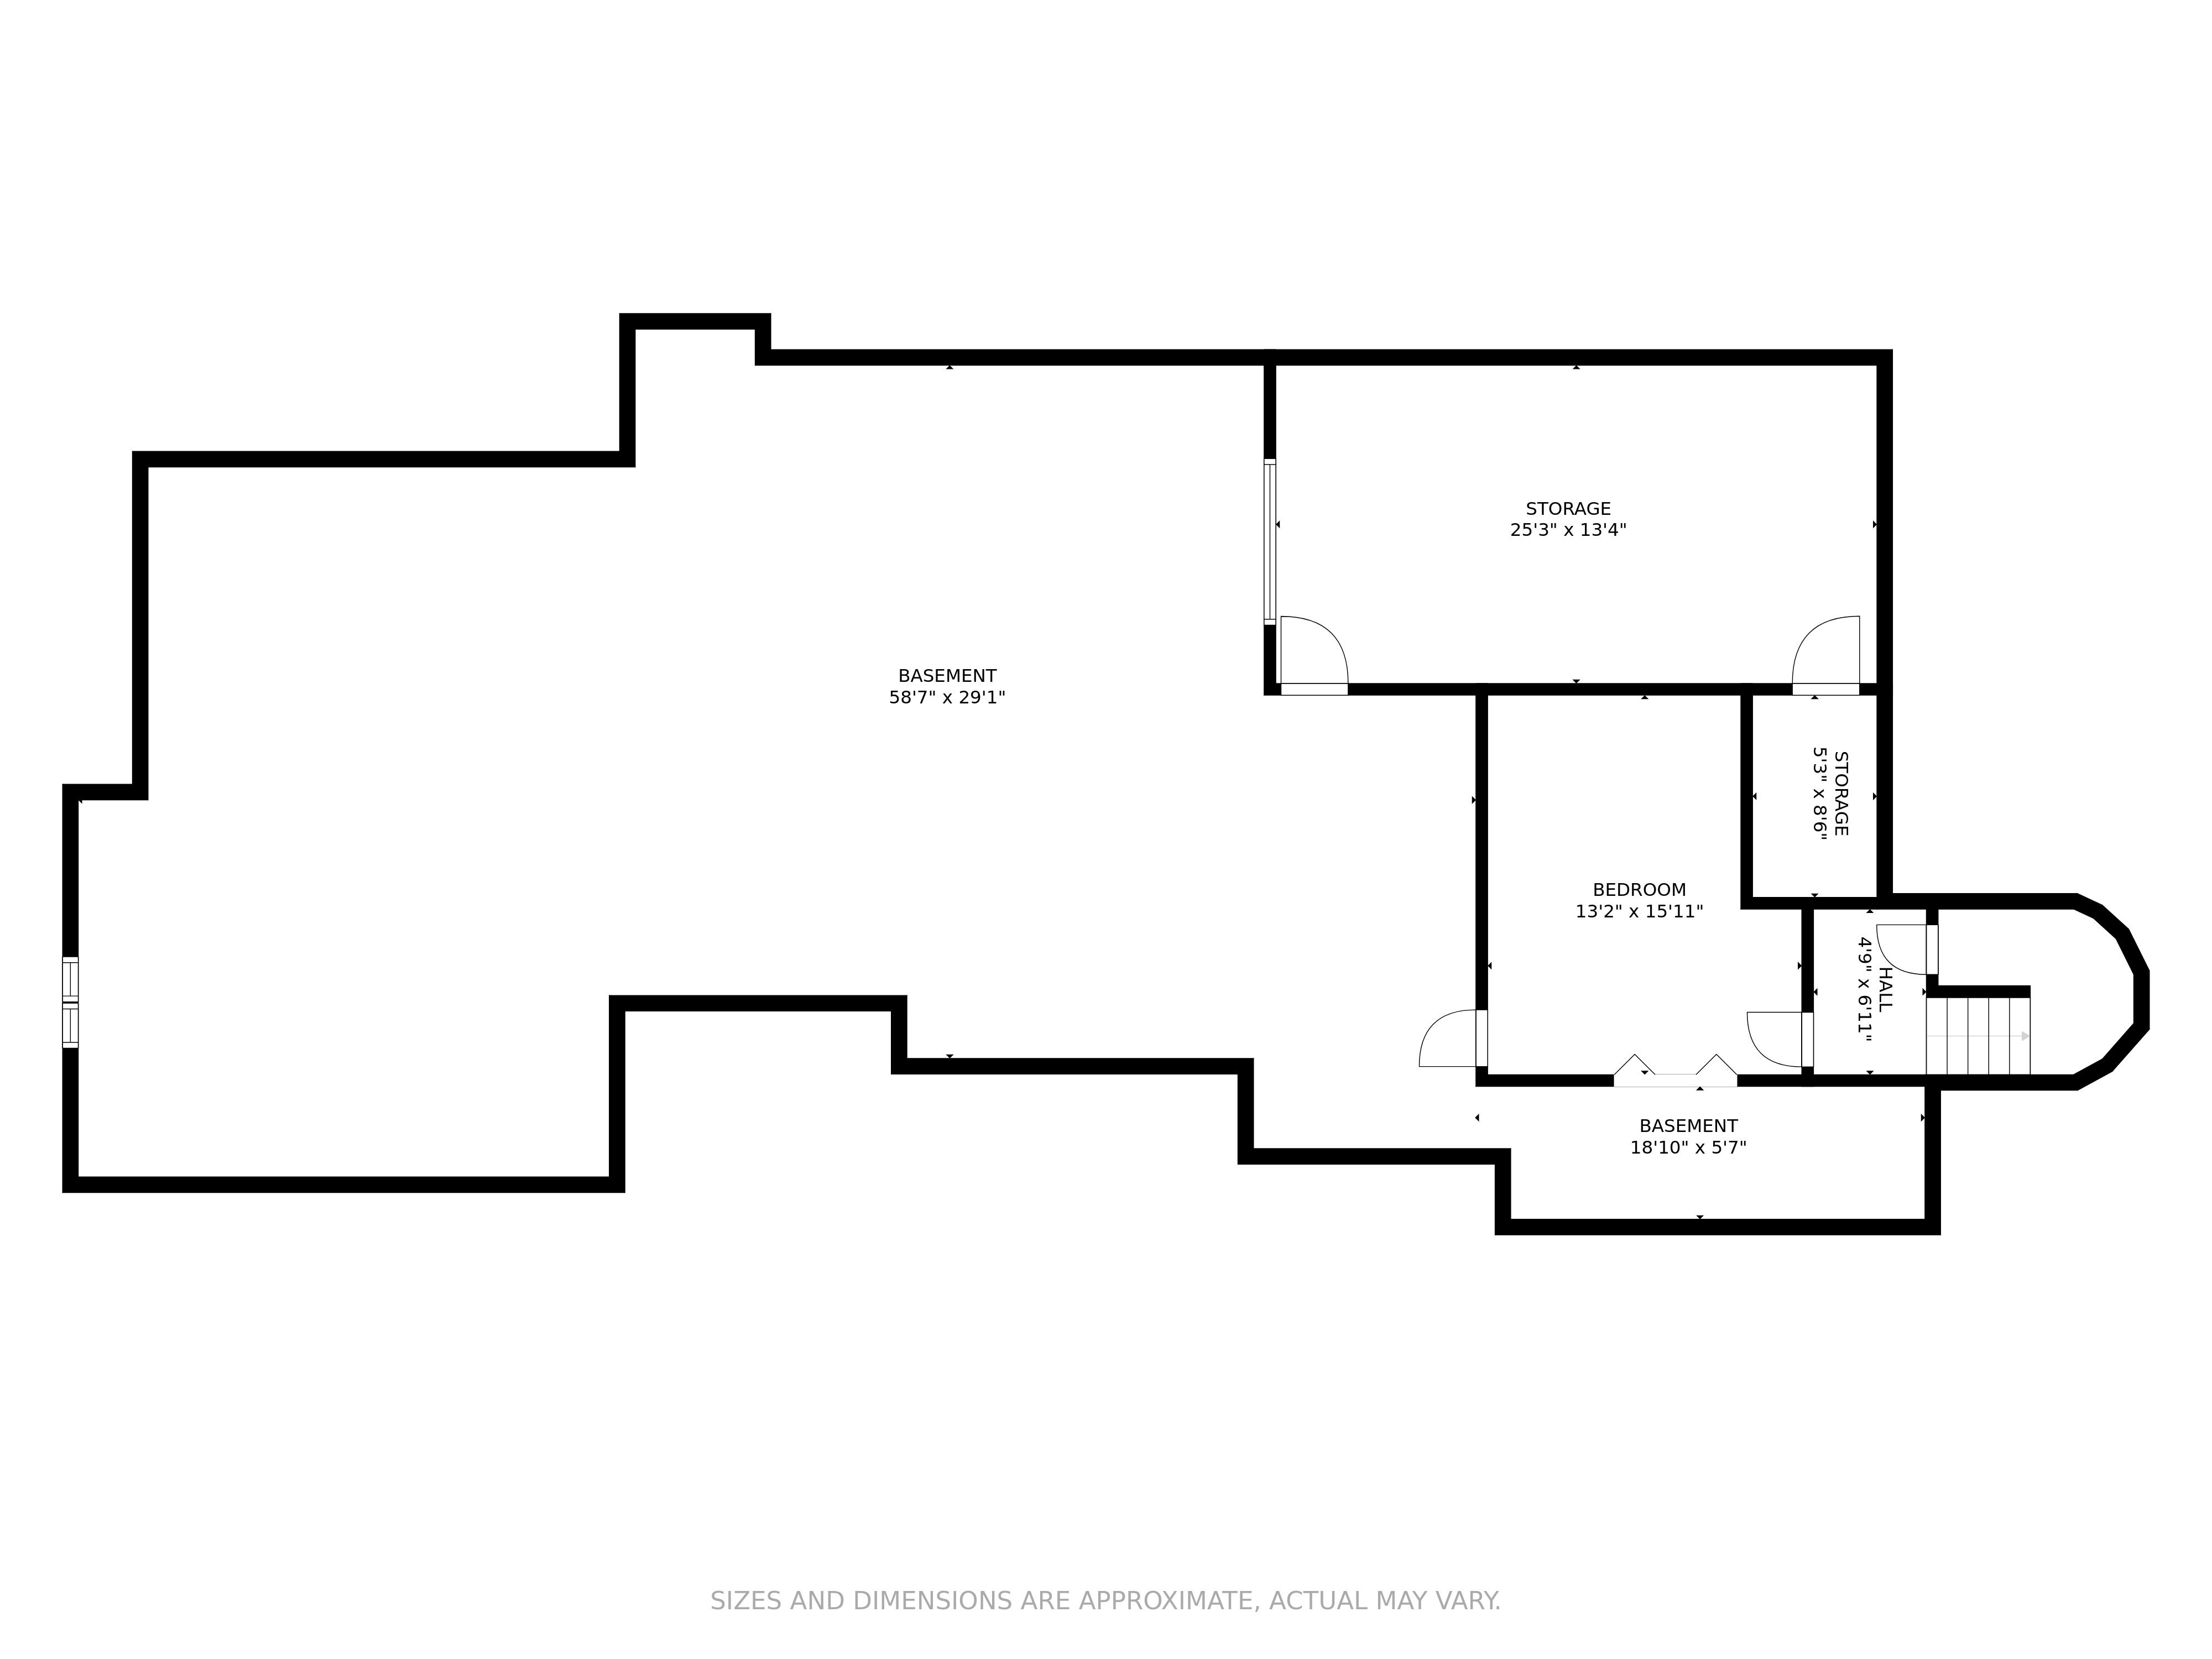 STORAGE
25'3" x 13'4"
BASEMENT
58'7" x 29'1"
STORAGE
5'3" x 8'6"
BEDROOM
13'2" x 15'11"
HALL
4'9" x 6'11"
BASEMENT
18'10" x 5'7"
SIZES AND DIMENSIONS ARE APPROXIMATE, ACTUAL MAY VARY.